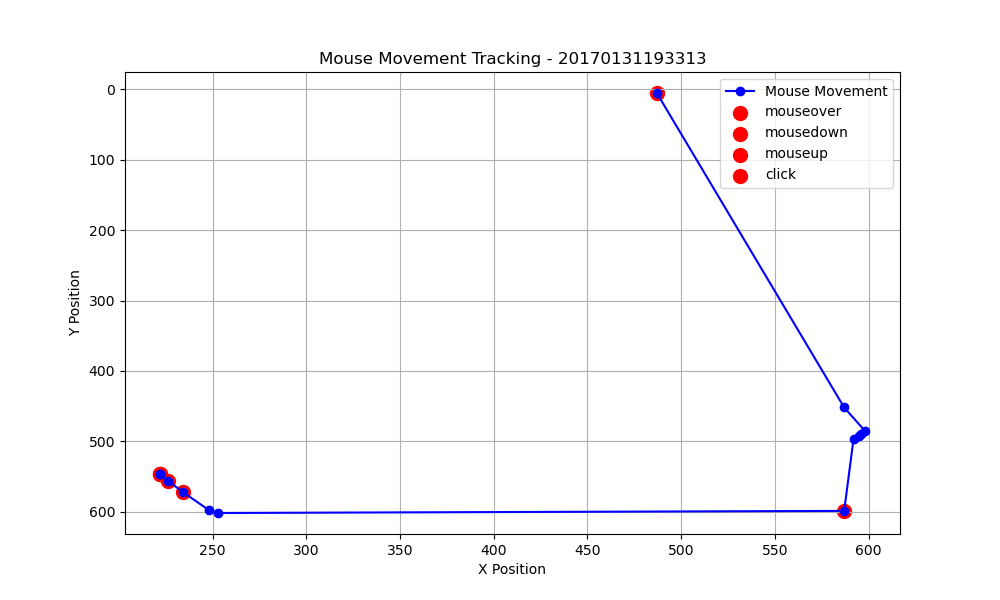 Mouse Movement Tracking - 20170131193313
Mouse Movement
mouseover
mousedown
mouseup
click
0
100
200
300
400
500
600
Y Position
250
300
350
400
450
500
550
600
X Position